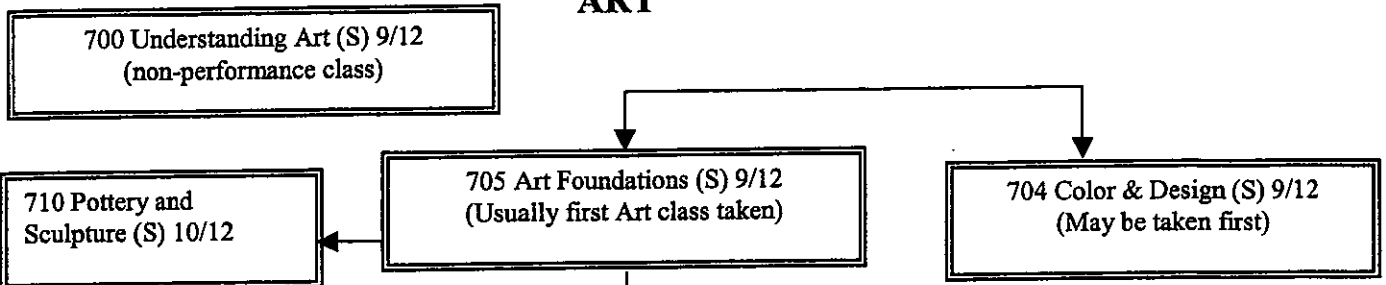 ART
700 Understanding Art (S) 9/12
(non-performance class)
705 Art Foundations (S) 9/12
(Usually first Art class taken)
704 Color & Design (S) 9/12
(May be taken first)
710 Pottery and
Sculpture (S) 10/12